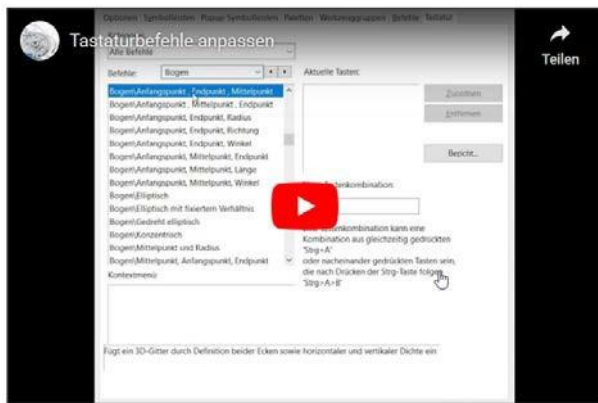 Optionen Symbolleisten Popup-Symbolleisten Paletten Werkzeuggruppen Befehle Tastatur
Tastaturbefehle anpassen
Teilen
Alle Befehle
Befehle: Bogen
Aktuelle Tasten:
Bogen\Anfangspunkt , Endpunkt , Mittelpunkt
Bogen\Anfangspunkt , Mittelpunkt , Endpunkt
Bogen\Anfangspunkt, Endpunkt, Radius
Bogen\Anfangspunkt, Endpunkt, Richtung
Bogen\Anfangspunkt, Endpunkt, Winkel
Bogen\Anfangspunkt, Mittelpunkt, Endpunkt
Bogen\Anfangspunkt, Mittelpunkt, Länge
Bogen\Anfangspunkt, Mittelpunkt, Winkel
Bogen\Elliptisch
Bogen\Elliptisch mit fixiertem Verhältnis
Bogen\Gedreht elliptisch
Bogen\Konzentrisch
Bogen\Mittelpunkt und Radius
Bogen\Mittelpunkt, Anfangspunkt, Endpunkt
Zuordnen
Entfernen
Bericht...
Tastenkombination:
Tastenkombination kann eine
Kombination aus gleichzeitig gedrückten
'Strg+A'
oder nacheinander gedrückten Tasten sein,
die nach Drücken der Strg-Taste folgen
'Strg+A>B'
Kontextmenü
Fügt ein 3D-Gitter durch Definition beider Ecken sowie horizontaler und vertikaler Dichte ein